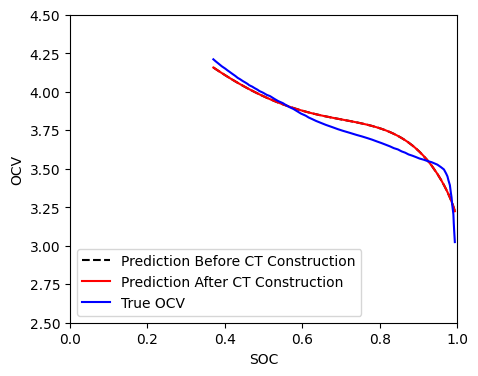 4.50
4.25
4.00
3.75
3.50
3.25
3.00
2.75
2.50
OCV
Prediction Before CT Construction
Prediction After CT Construction
True OCV
0.0 0.2 0.4 0.6 0.8 1.0
SOC